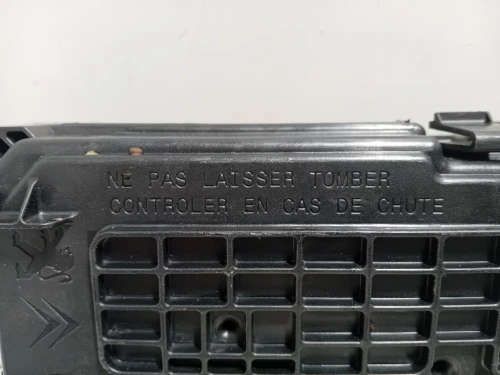 NE PAS LAISSER TOMBER
CONTROLER EN CAS DE CHUTE